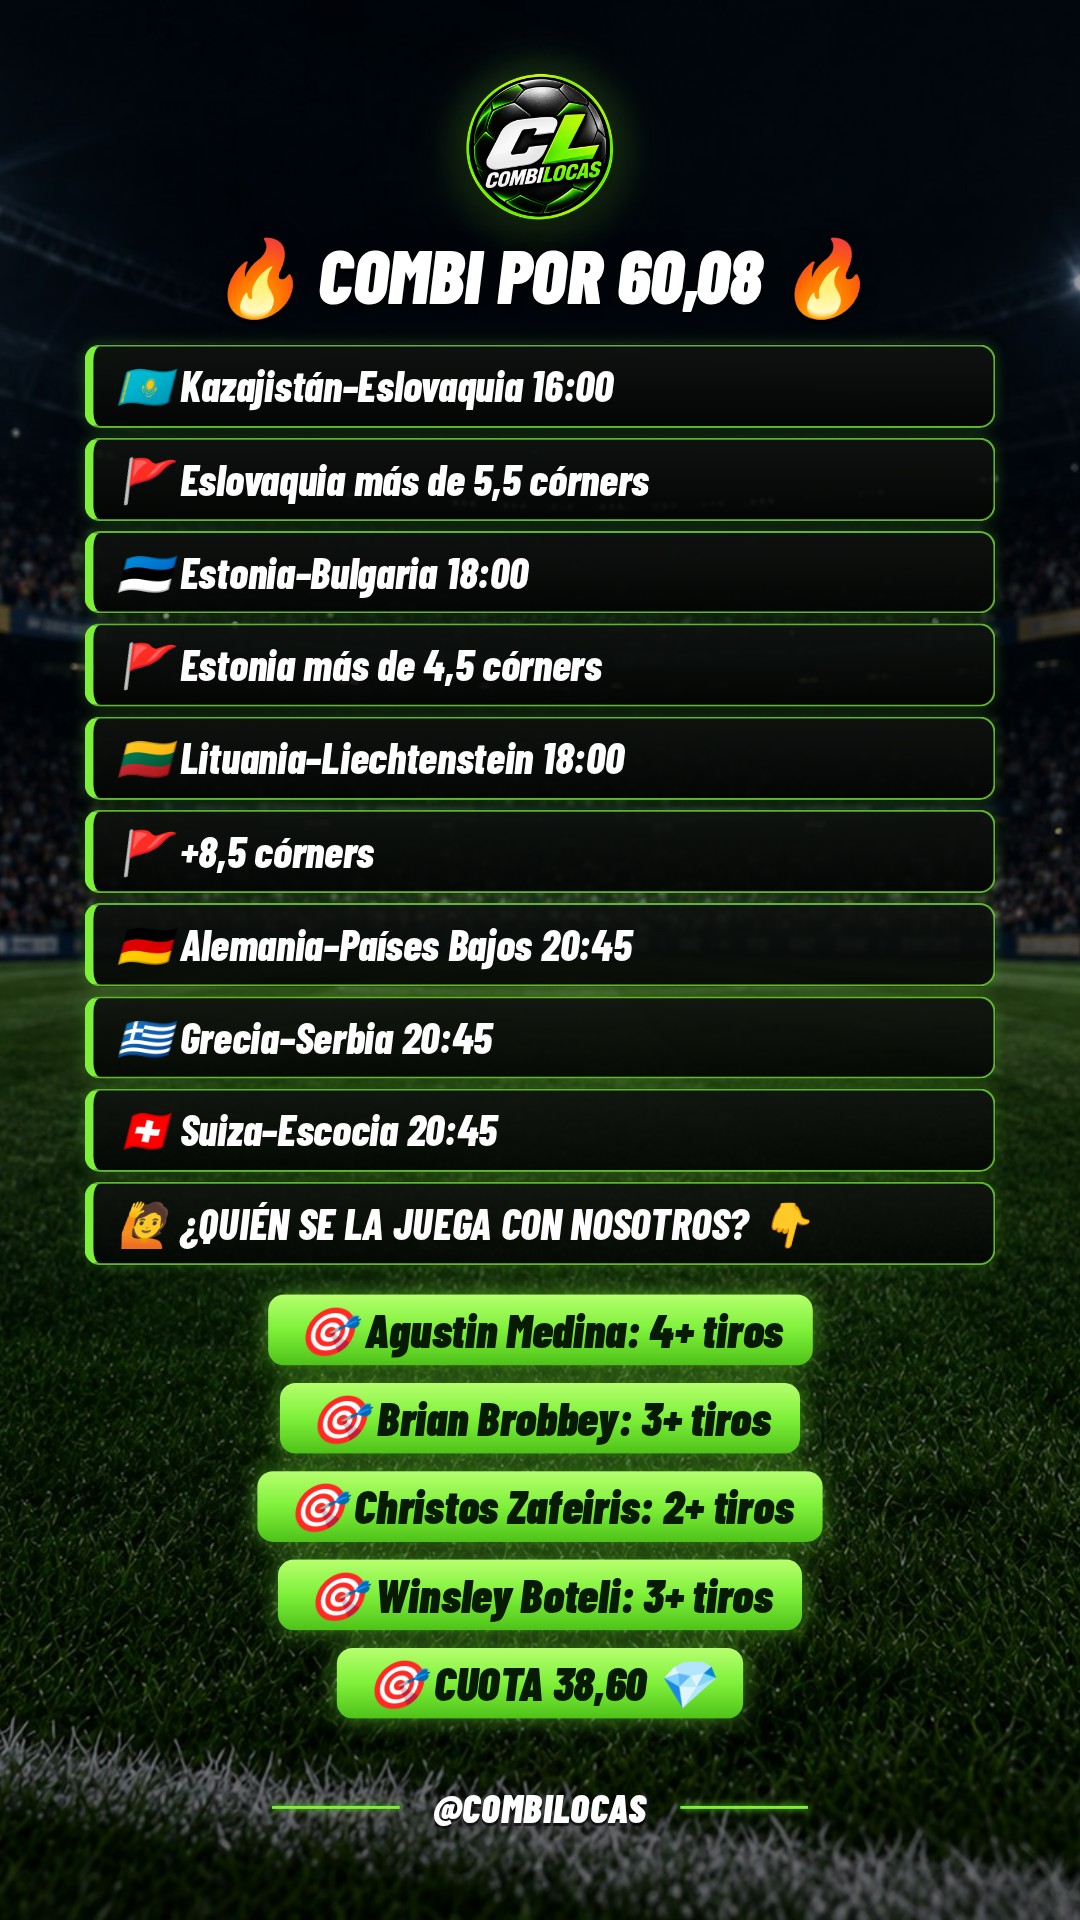 CL
COMBILOCAS
🔥 COMBI POR 60,08 🔥
🇰🇿 Kazajistán-Eslovaquia 16:00
🚩 Eslovaquia más de 5,5 córners
🇪🇪 Estonia-Bulgaria 18:00
🚩 Estonia más de 4,5 córners
🇱🇹 Lituania-Liechtenstein 18:00
🚩 +8,5 córners
🇩🇪 Alemania-Países Bajos 20:45
🇬🇷 Grecia-Serbia 20:45
🇨🇭 Suiza-Escocia 20:45
🙋 ¿QUIÉN SE LA JUEGA CON NOSOTROS? 👇
🎯 Agustin Medina: 4+ tiros
🎯 Brian Brobbey: 3+ tiros
🎯 Christos Zafeiris: 2+ tiros
🎯 Winsley Boteli: 3+ tiros
🎯 CUOTA 38,60 💎
@COMBILOCAS